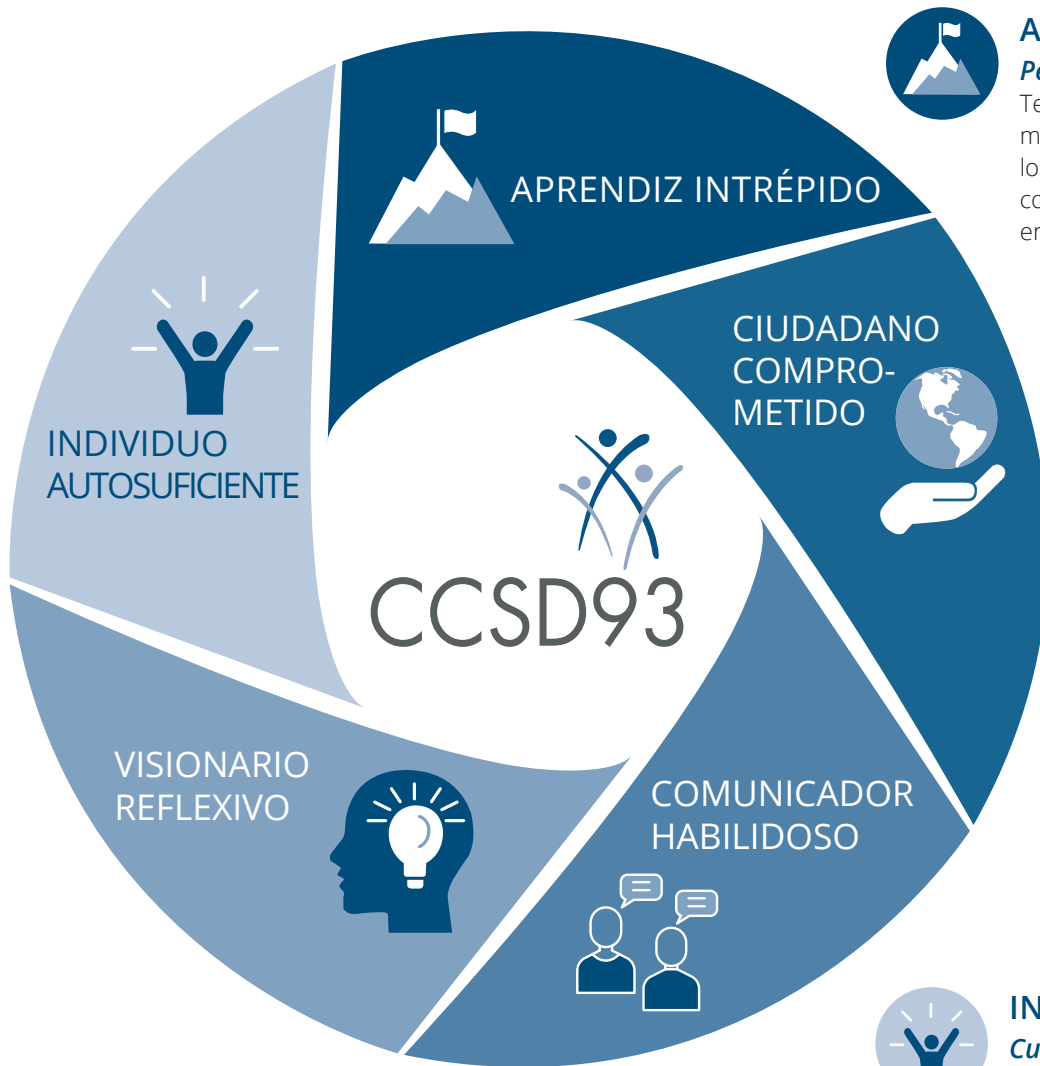 APRENDIZ INTRÉPIDO
CIUDADANO
COMPRO-
METIDO
INDIVIDUO
AUTOSUFICIENTE
CCSD93
VISIONARIO
REFLEXIVO
COMUNICADOR
HABILIDOSO